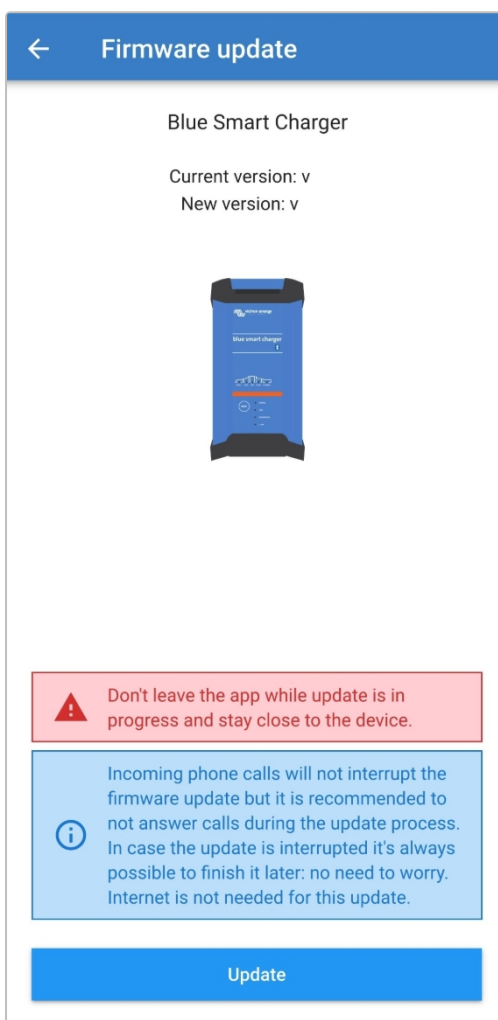 Firmware update
Blue Smart Charger
Current version: v
New version: v
victron energy
blue smart charger
Don't leave the app while update is in
progress and stay close to the device.
Incoming phone calls will not interrupt the
firmware update but it is recommended to
not answer calls during the update process.
In case the update is interrupted it's always
possible to finish it later: no need to worry.
Internet is not needed for this update.
Update